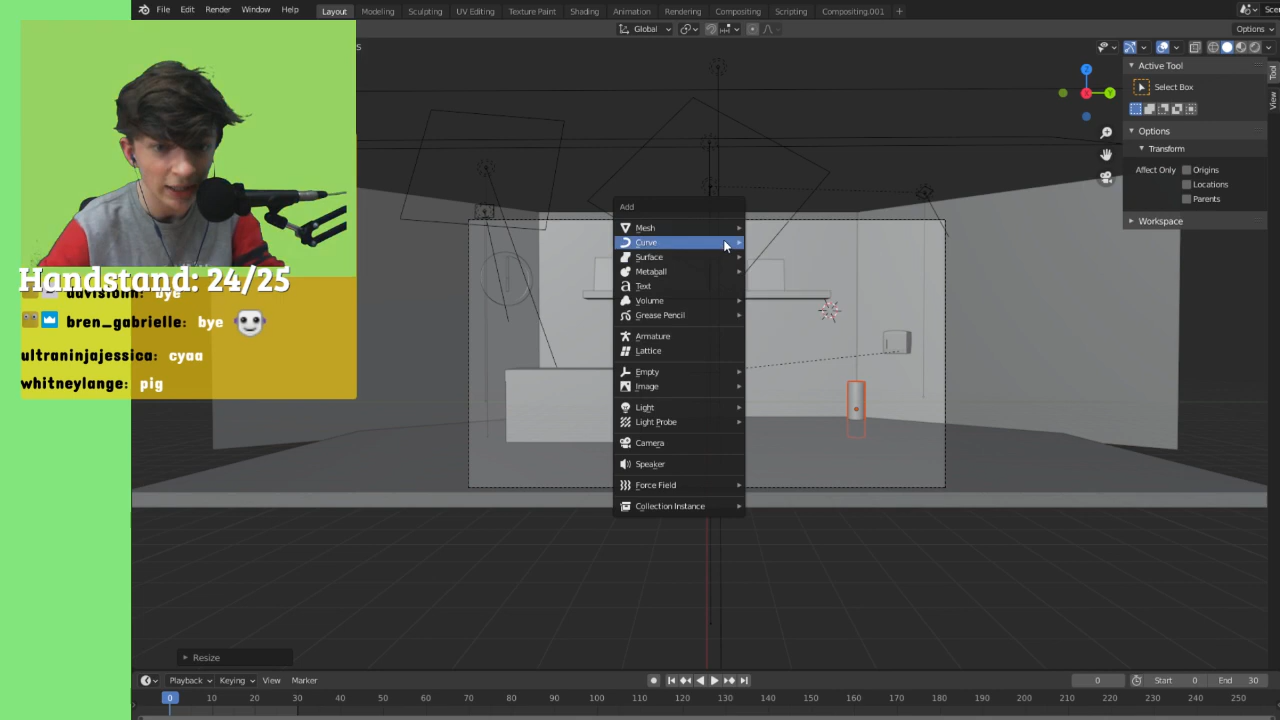 File Edit Render Window Help
Layout Modeling Sculpting UV Editing Texture Paint Shading Animation Rendering Compositing Scripting Compositing.001 +
Global
Options
Active Tool
Select Box
Options
Transform
Affect Only Origins
Locations
Parents
Workspace
Tool
View
Z
X
Y
Add
Mesh
Curve
Surface
Metaball
Text
Volume
Grease Pencil
Armature
Lattice
Empty
Image
Light
Light Probe
Camera
Speaker
Force Field
Collection Instance
Handstand: 24/25
bye
bren_gabrielle: bye
ultraninjajessica: cyaa
whitneylange: pig
Resize
Playback Keying View Marker
0 Start 0 End 30
0 10 20 30 40 50 60 70 80 90 100 110 120 130 140 150 160 170 180 190 200 210 220 230 240 250